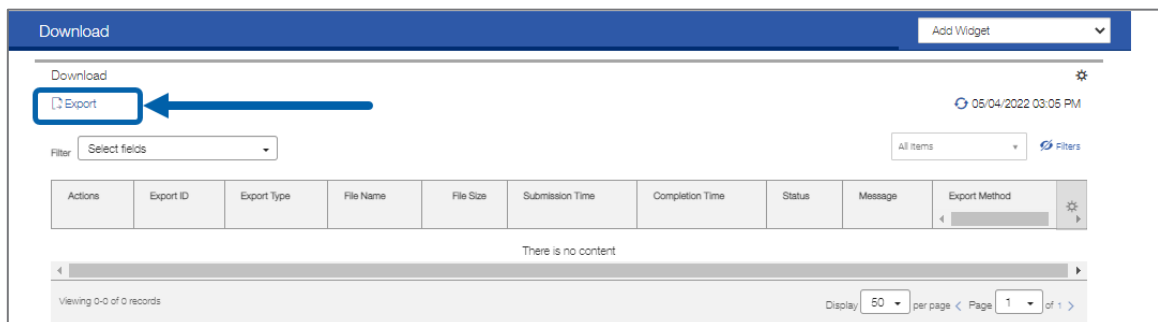 Download Add Widget
Download
Export 05/04/2022 03:05 PM
Filter Select fields All Items Filters
Actions Export ID Export Type File Name File Size Submission Time Completion Time Status Message Export Method
There is no content
Viewing 0-0 of 0 records Display 50 per page Page 1 of 1